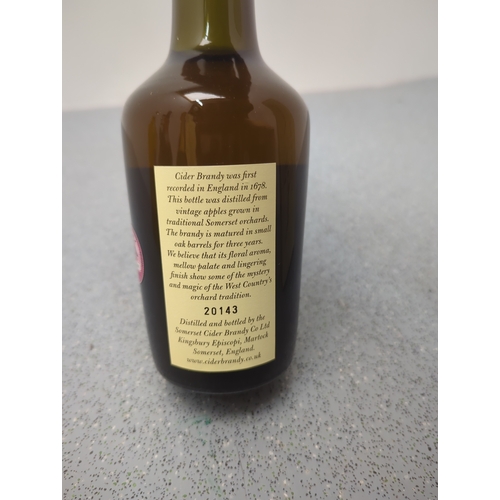 Cider Brandy was first
recorded in England in 1678.
This bottle was distilled from
vintage apples grown in
traditional Somerset orchards.
The brandy is matured in small
oak barrels for three years.
We believe that its floral aroma,
mellow palate and lingering
finish show some of the mystery
and magic of the West Country's
orchard tradition.
20143
Distilled and bottled by the
Somerset Cider Brandy Co Ltd
Kingsbury Episcopi, Martock
Somerset, England.
www.ciderbrandy.co.uk